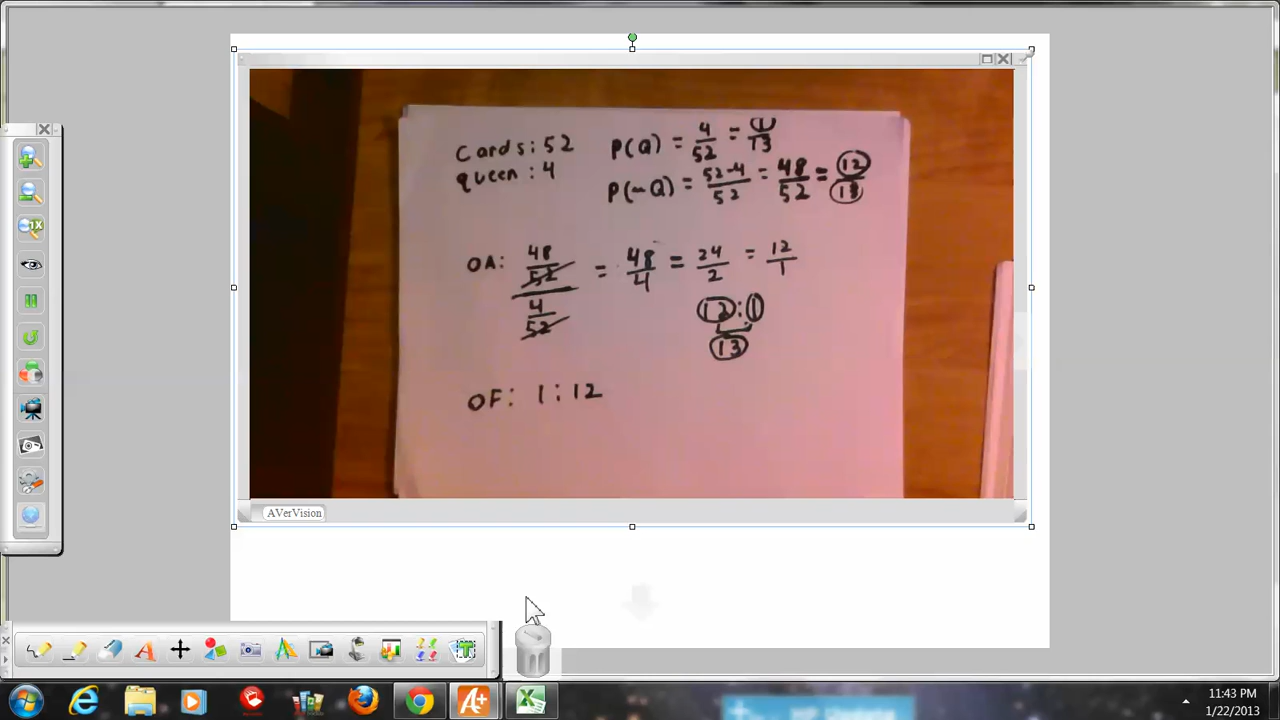 Cards: 52
queen: 4
P(Q) = 4/52 = 1/13
P(~Q) = 52-4/52 = 48/52 = 12/13
OA: 48/52 / 4/52 = 48/4 = 24/2 = 12/1
12:1
13
OF: 1:12
AVerVision
11:43 PM
1/22/2013